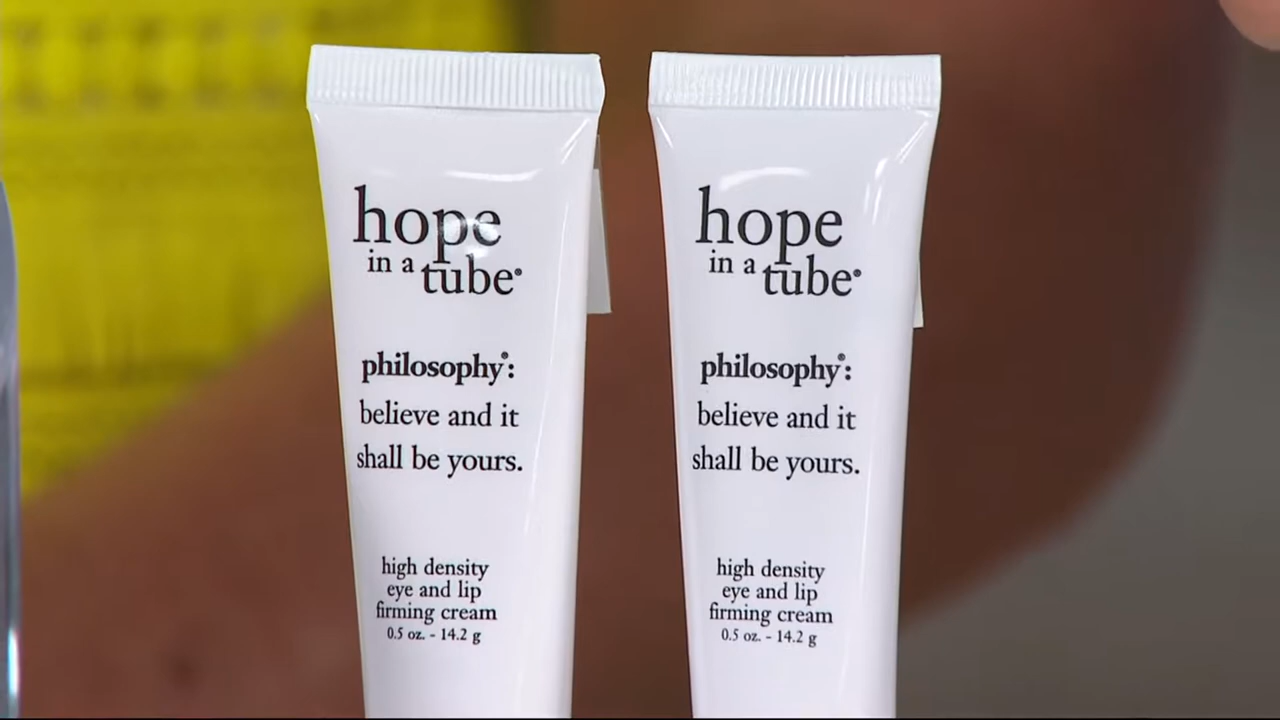 hope
in a tube®
philosophy®:
believe and it
shall be yours.
high density
eye and lip
firming cream
0.5 oz. - 14.2 g
hope
in a tube®
philosophy®:
believe and it
shall be yours.
high density
eye and lip
firming cream
0.5 oz. - 14.2 g